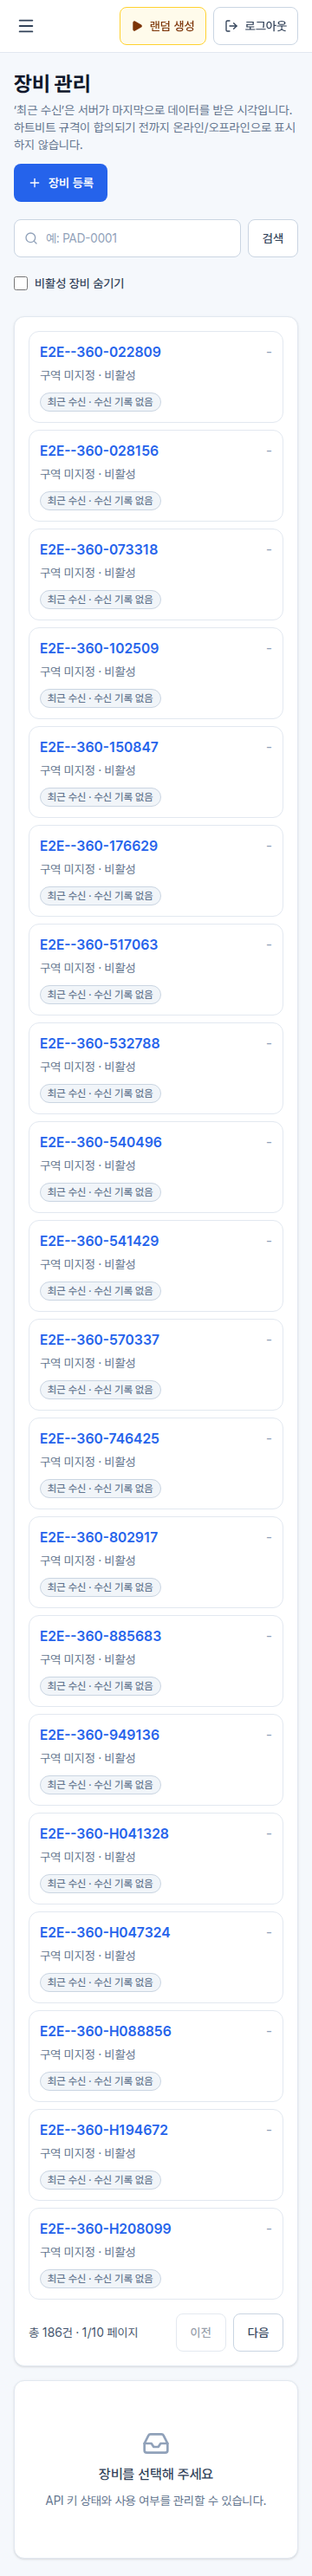 랜덤 생성
로그아웃
장비 관리
'최근 수신'은 서버가 마지막으로 데이터를 받은 시각입니다.
하트비트 규격이 합의되기 전까지 온라인/오프라인으로 표시
하지 않습니다.
장비 등록
예: PAD-0001
검색
비활성 장비 숨기기
E2E--360-022809 -
구역 미지정 · 비활성
최근 수신 · 수신 기록 없음
E2E--360-028156 -
구역 미지정 · 비활성
최근 수신 · 수신 기록 없음
E2E--360-073318 -
구역 미지정 · 비활성
최근 수신 · 수신 기록 없음
E2E--360-102509 -
구역 미지정 · 비활성
최근 수신 · 수신 기록 없음
E2E--360-150847 -
구역 미지정 · 비활성
최근 수신 · 수신 기록 없음
E2E--360-176629 -
구역 미지정 · 비활성
최근 수신 · 수신 기록 없음
E2E--360-517063 -
구역 미지정 · 비활성
최근 수신 · 수신 기록 없음
E2E--360-532788 -
구역 미지정 · 비활성
최근 수신 · 수신 기록 없음
E2E--360-540496 -
구역 미지정 · 비활성
최근 수신 · 수신 기록 없음
E2E--360-541429 -
구역 미지정 · 비활성
최근 수신 · 수신 기록 없음
E2E--360-570337 -
구역 미지정 · 비활성
최근 수신 · 수신 기록 없음
E2E--360-746425 -
구역 미지정 · 비활성
최근 수신 · 수신 기록 없음
E2E--360-802917 -
구역 미지정 · 비활성
최근 수신 · 수신 기록 없음
E2E--360-885683 -
구역 미지정 · 비활성
최근 수신 · 수신 기록 없음
E2E--360-949136 -
구역 미지정 · 비활성
최근 수신 · 수신 기록 없음
E2E--360-H041328 -
구역 미지정 · 비활성
최근 수신 · 수신 기록 없음
E2E--360-H047324 -
구역 미지정 · 비활성
최근 수신 · 수신 기록 없음
E2E--360-H088856 -
구역 미지정 · 비활성
최근 수신 · 수신 기록 없음
E2E--360-H194672 -
구역 미지정 · 비활성
최근 수신 · 수신 기록 없음
E2E--360-H208099 -
구역 미지정 · 비활성
최근 수신 · 수신 기록 없음
총 186건 · 1/10 페이지
이전
다음
장비를 선택해 주세요
API 키 상태와 사용 여부를 관리할 수 있습니다.